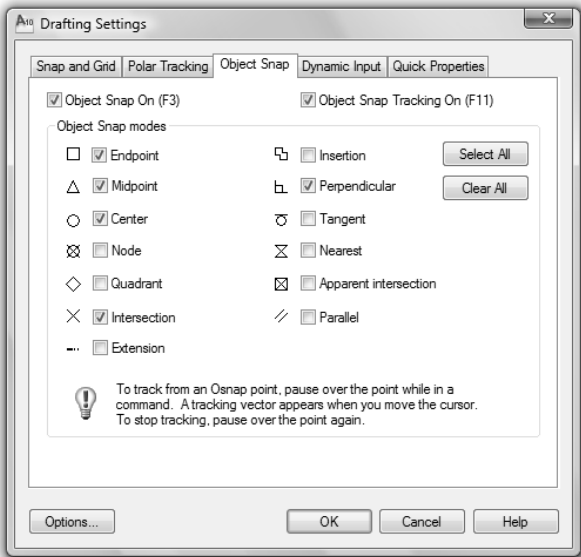 A10 Drafting Settings
Snap and Grid Polar Tracking Object Snap Dynamic Input Quick Properties
Object Snap On (F3) Object Snap Tracking On (F11)
Object Snap modes
Endpoint Insertion Select All
Midpoint Perpendicular Clear All
Center Tangent
Node Nearest
Quadrant Apparent intersection
Intersection Parallel
Extension
To track from an Osnap point, pause over the point while in a
command. A tracking vector appears when you move the cursor.
To stop tracking, pause over the point again.
Options... OK Cancel Help